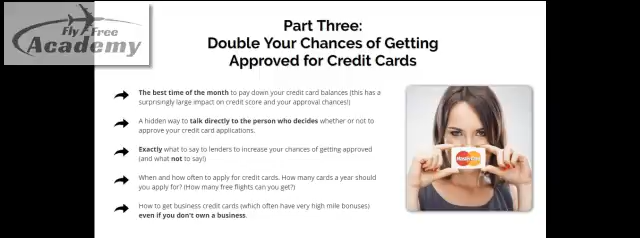 Fly Free
Academy
Part Three:
Double Your Chances of Getting
Approved for Credit Cards
The best time of the month to pay down your credit card balances (this has a
surprisingly large impact on credit score and your approval chances!)
A hidden way to talk directly to the person who decides whether or not to
approve your credit card applications.
Exactly what to say to lenders to increase your chances of getting approved
(and what not to say!)
When and how often to apply for credit cards. How many cards a year should
you apply for? (How many free flights can you get?)
How to get business credit cards (which often have very high mile bonuses)
even if you don't own a business.
MasterCard